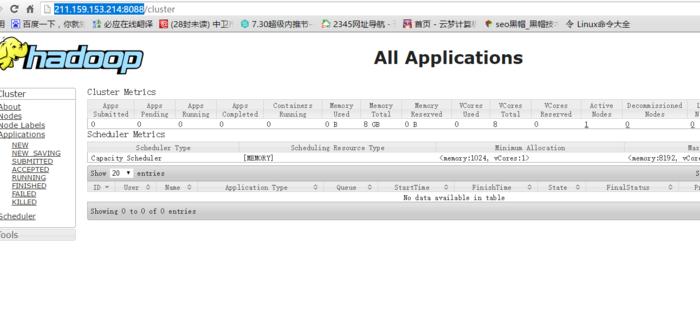 211.159.153.214:8088/cluster
百度一下，你就 必应在线翻译 (28封未读) 中卫 7.30超级内推节 2345网址导航 首页 - 云梦计算机 seo黑帽_黑帽技 Linux命令大全
hadoop
All Applications
Cluster
About
Nodes
Node Labels
Applications
NEW
NEW_SAVING
SUBMITTED
ACCEPTED
RUNNING
FINISHED
FAILED
KILLED
Scheduler
Tools
Cluster Metrics
Apps Submitted Apps Pending Apps Running Apps Completed Containers Running Memory Used Memory Total Memory Reserved VCores Used VCores Total VCores Reserved Active Nodes Decommissioned Nodes
0 0 0 0 0 0 B 8 GB 0 B 0 8 0 1 0 0
Scheduler Metrics
Scheduler Type Scheduling Resource Type Minimum Allocation
Capacity Scheduler [MEMORY] <memory:1024, vCores:1> <memory:8192, vCores:8
Show 20 entries
ID User Name Application Type Queue StartTime FinishTime State FinalStatus
No data available in table
Showing 0 to 0 of 0 entries